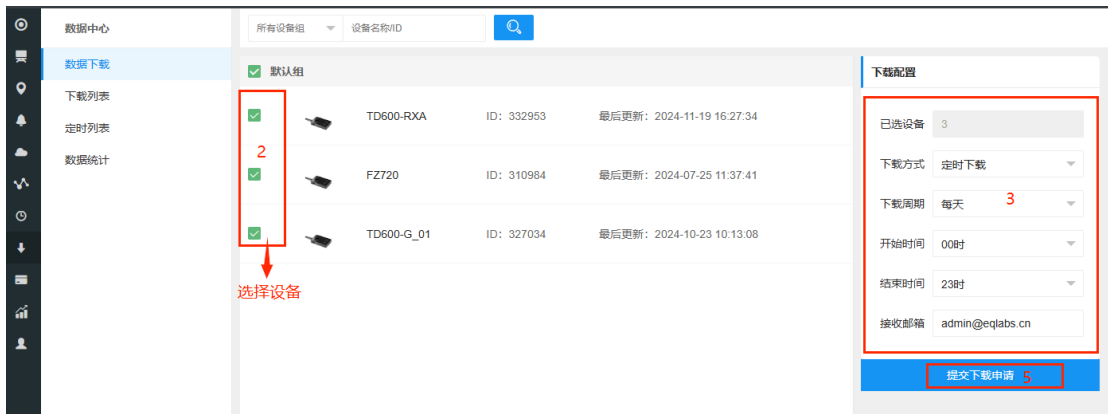 数据中心
数据下载
下载列表
定时列表
数据统计
所有设备组 设备名称/ID
默认组
TD600-RXA ID：332953 最后更新：2024-11-19 16:27:34
2
FZ720 ID：310984 最后更新：2024-07-25 11:37:41
TD600-G_01 ID：327034 最后更新：2024-10-23 10:13:08
选择设备
下载配置
已选设备 3
下载方式 定时下载
下载周期 每天 3
开始时间 00时
结束时间 23时
接收邮箱 admin@eqlabs.cn
提交下载申请 5